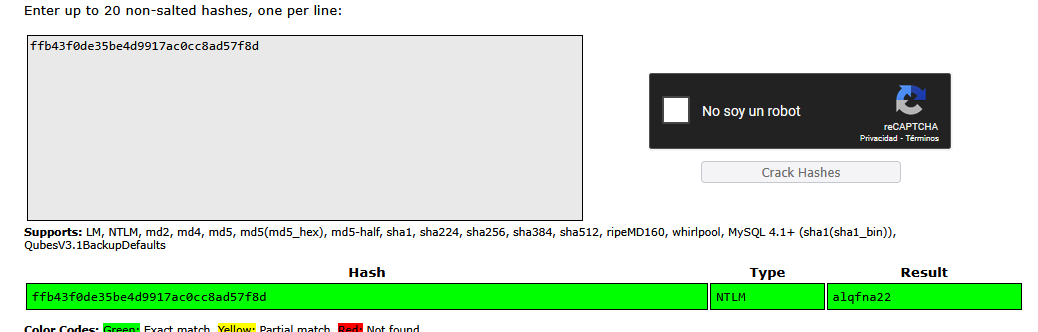 Enter up to 20 non-salted hashes, one per line:
ffb43f0de35be4d9917ac0cc8ad57f8d
No soy un robot
reCAPTCHA
Privacidad - Términos
Crack Hashes
Supports: LM, NTLM, md2, md4, md5, md5(md5_hex), md5-half, sha1, sha224, sha256, sha384, sha512, ripeMD160, whirlpool, MySQL 4.1+ (sha1(sha1_bin)),
QubesV3.1BackupDefaults
Hash Type Result
ffb43f0de35be4d9917ac0cc8ad57f8d NTLM alqfna22
Color Codes: Green: Exact match, Yellow: Partial match, Red: Not found.